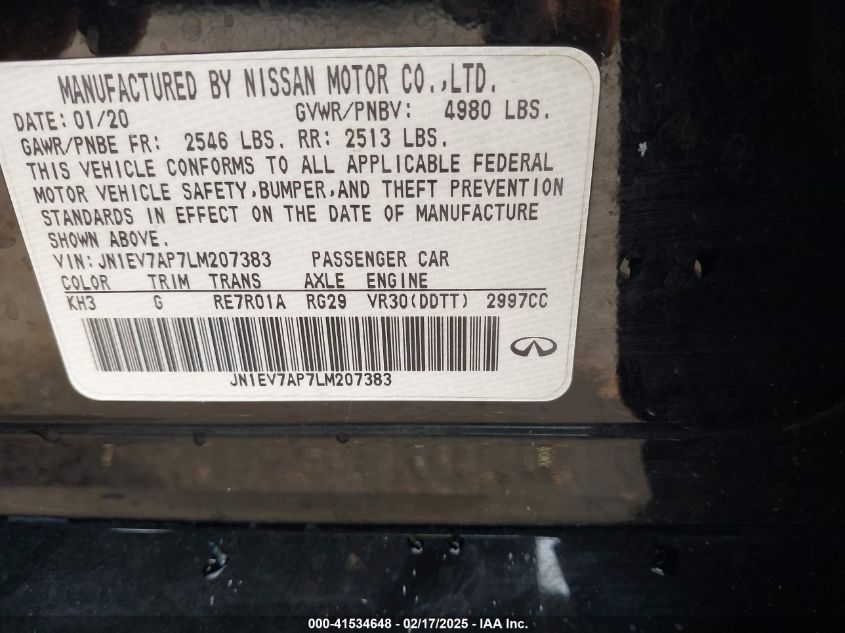 MANUFACTURED BY NISSAN MOTOR CO.,LTD.
DATE: 01/20 GVWR/PNBV: 4980 LBS.
GAWR/PNBE FR: 2546 LBS. RR: 2513 LBS.
THIS VEHICLE CONFORMS TO ALL APPLICABLE FEDERAL
MOTOR VEHICLE SAFETY,BUMPER,AND THEFT PREVENTION
STANDARDS IN EFFECT ON THE DATE OF MANUFACTURE
SHOWN ABOVE.
VIN: JN1EV7AP7LM207383 PASSENGER CAR
COLOR TRIM TRANS AXLE ENGINE
KH3 G RE7R01A RG29 VR30(DDTT) 2997CC
JN1EV7AP7LM207383
000-41534648 - 02/17/2025 - IAA Inc.